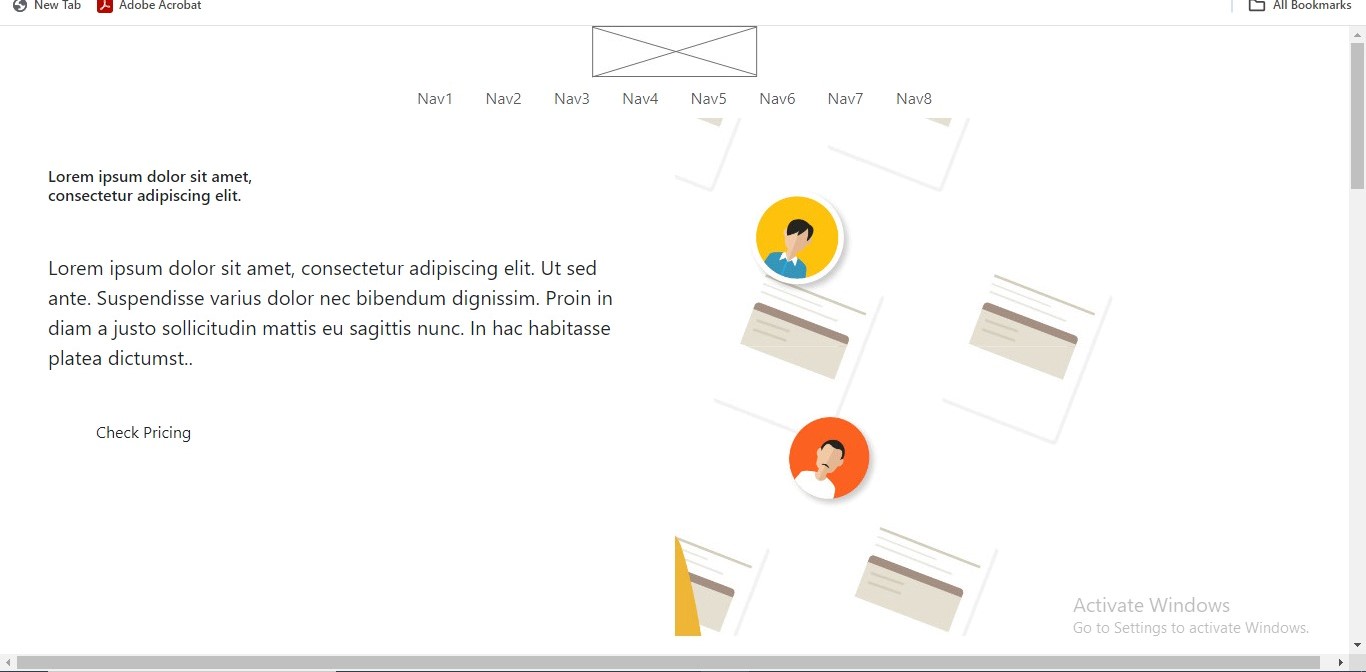 New Tab Adobe Acrobat All Bookmarks
Nav1 Nav2 Nav3 Nav4 Nav5 Nav6 Nav7 Nav8
Lorem ipsum dolor sit amet,
consectetur adipiscing elit.
Lorem ipsum dolor sit amet, consectetur adipiscing elit. Ut sed
ante. Suspendisse varius dolor nec bibendum dignissim. Proin in
diam a justo sollicitudin mattis eu sagittis nunc. In hac habitasse
platea dictumst..
Check Pricing
Activate Windows
Go to Settings to activate Windows.